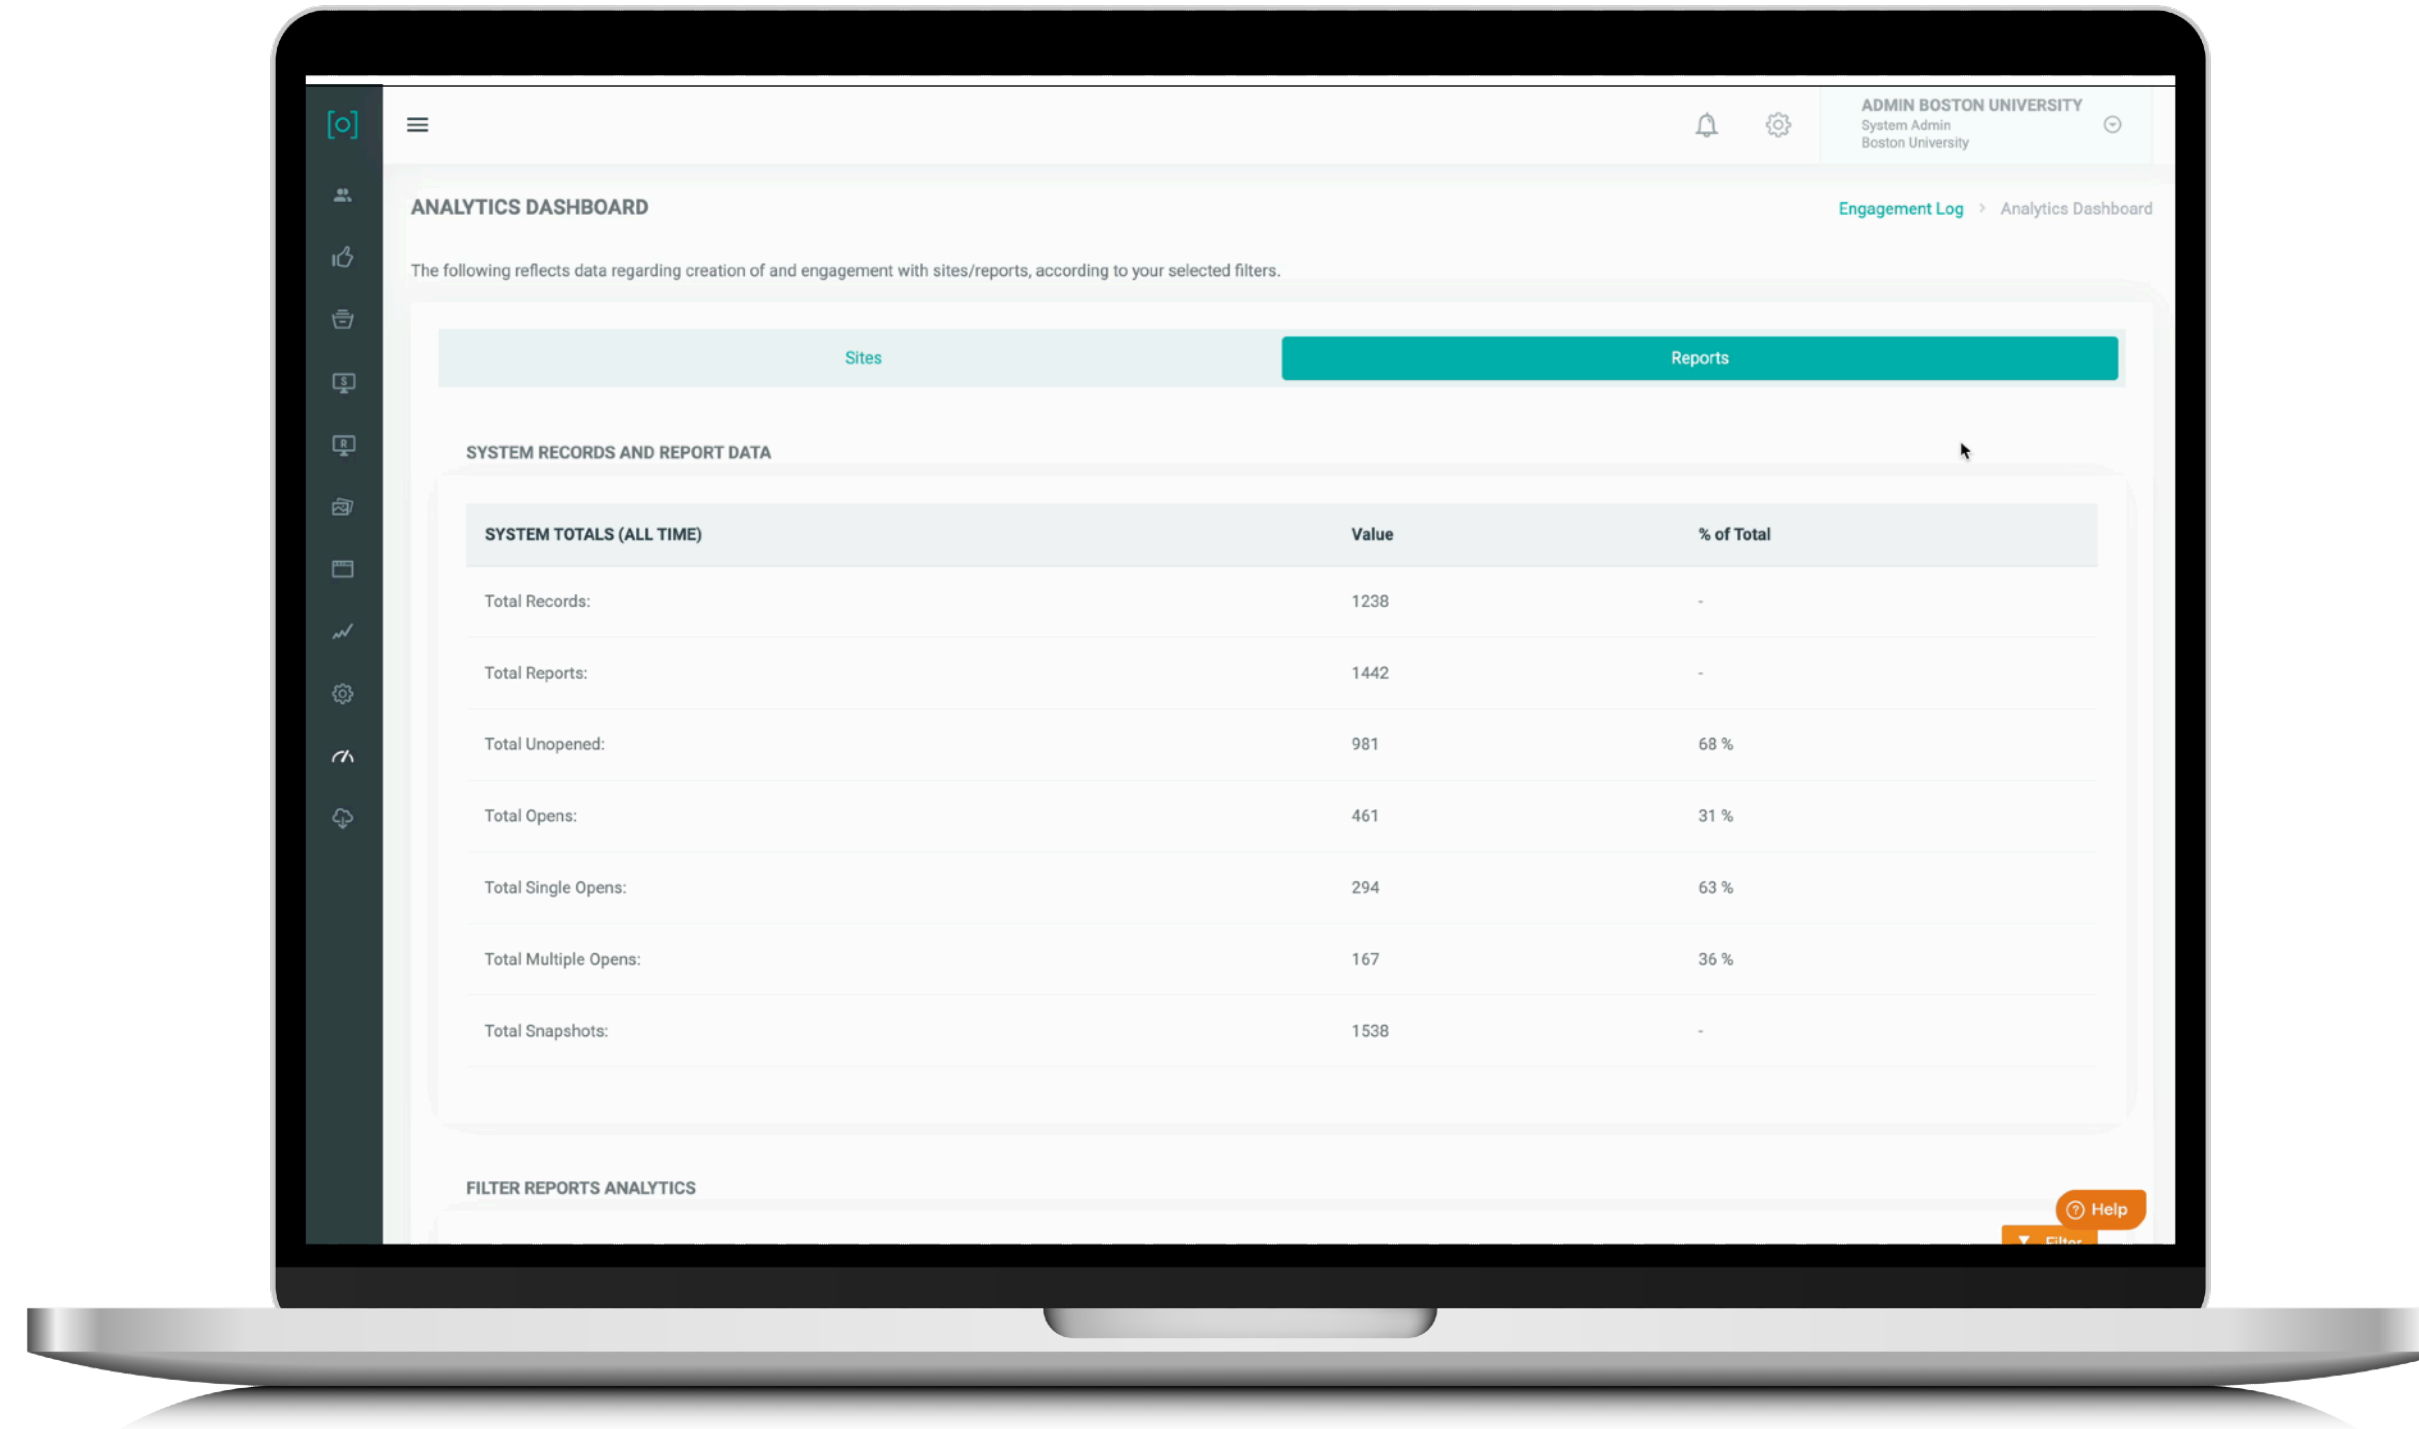 [o]
ADMIN BOSTON UNIVERSITY
System Admin
Boston University
ANALYTICS DASHBOARD
Engagement Log > Analytics Dashboard
The following reflects data regarding creation of and engagement with sites/reports, according to your selected filters.
Sites Reports
SYSTEM RECORDS AND REPORT DATA
SYSTEM TOTALS (ALL TIME) Value % of Total
Total Records: 1238 -
Total Reports: 1442 -
Total Unopened: 981 68 %
Total Opens: 461 31 %
Total Single Opens: 294 63 %
Total Multiple Opens: 167 36 %
Total Snapshots: 1538 -
FILTER REPORTS ANALYTICS
Help
Filter
S
R